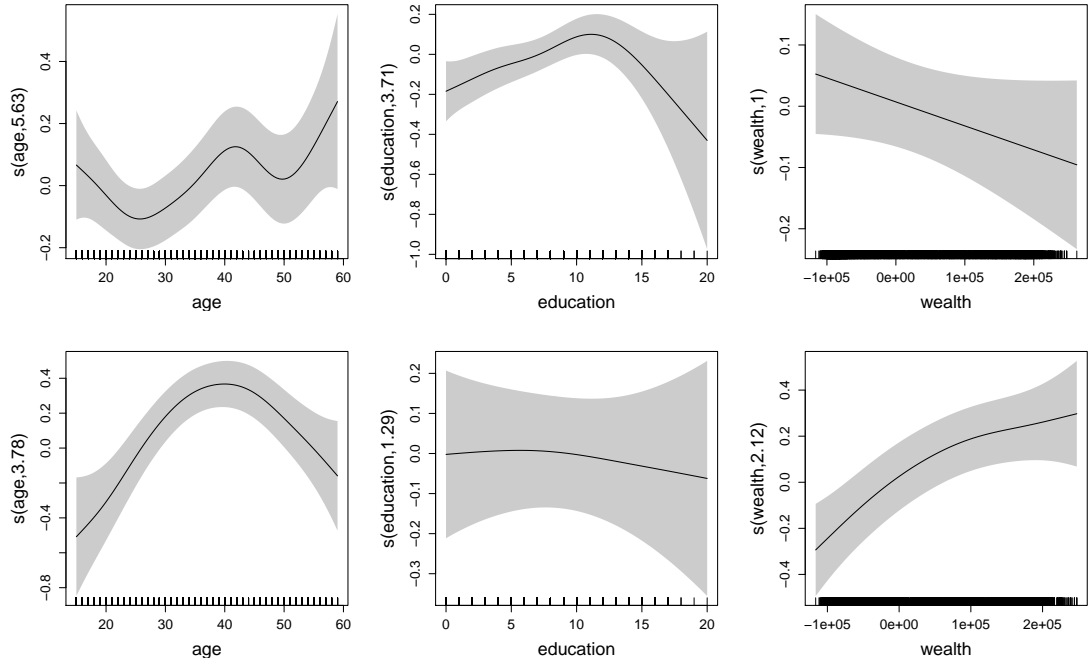 s(age,5.63)
0.4
0.2
0.0
−0.2
20
30
40
50
60
age
s(education,3.71)
0.2
0.0
−0.2
−0.4
−0.6
−0.8
−1.0
0
5
10
15
20
education
s(wealth,1)
0.1
0.0
−0.1
−0.2
−1e+05
0e+00
1e+05
2e+05
wealth
s(age,3.78)
0.4
0.2
0.0
−0.4
−0.8
20
30
40
50
60
age
s(education,1.29)
0.2
0.1
0.0
−0.1
−0.2
−0.3
0
5
10
15
20
education
s(wealth,2.12)
0.4
0.2
0.0
−0.2
−0.4
−1e+05
0e+00
1e+05
2e+05
wealth